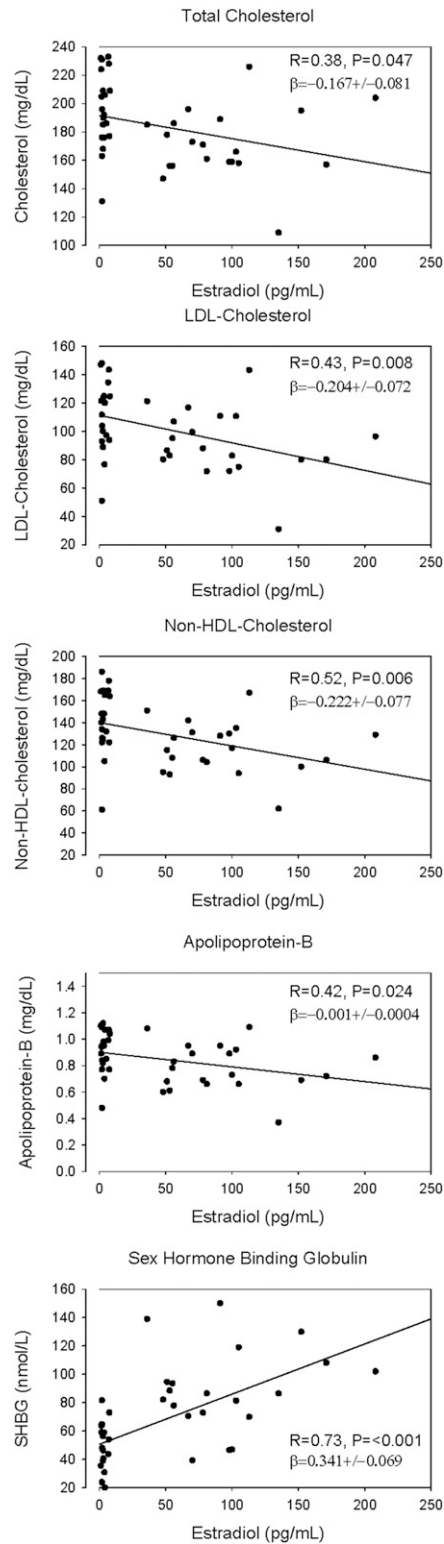 Total Cholesterol
240
220
200
180
160
140
120
100
Cholesterol (mg/dL)
R=0.38, P=0.047
β=−0.167+/−0.081
0 50 100 150 200 250
Estradiol (pg/mL)
LDL-Cholesterol
160
140
120
100
80
60
40
20
LDL-Cholesterol (mg/dL)
R=0.43, P=0.008
β=−0.204+/−0.072
0 50 100 150 200 250
Estradiol (pg/mL)
Non-HDL-Cholesterol
200
180
160
140
120
100
80
60
40
20
Non-HDL-cholesterol (mg/dL)
R=0.52, P=0.006
β=−0.222+/−0.077
0 50 100 150 200 250
Estradiol (pg/mL)
Apolipoprotein-B
1.4
1.2
1.0
0.8
0.6
0.4
0.2
0.0
Apolipoprotein-B (mg/dL)
R=0.42, P=0.024
β=−0.001+/−0.0004
0 50 100 150 200 250
Estradiol (pg/mL)
Sex Hormone Binding Globulin
160
140
120
100
80
60
40
20
SHBG (nmol/L)
R=0.73, P=<0.001
β=0.341+/−0.069
0 50 100 150 200 250
Estradiol (pg/mL)